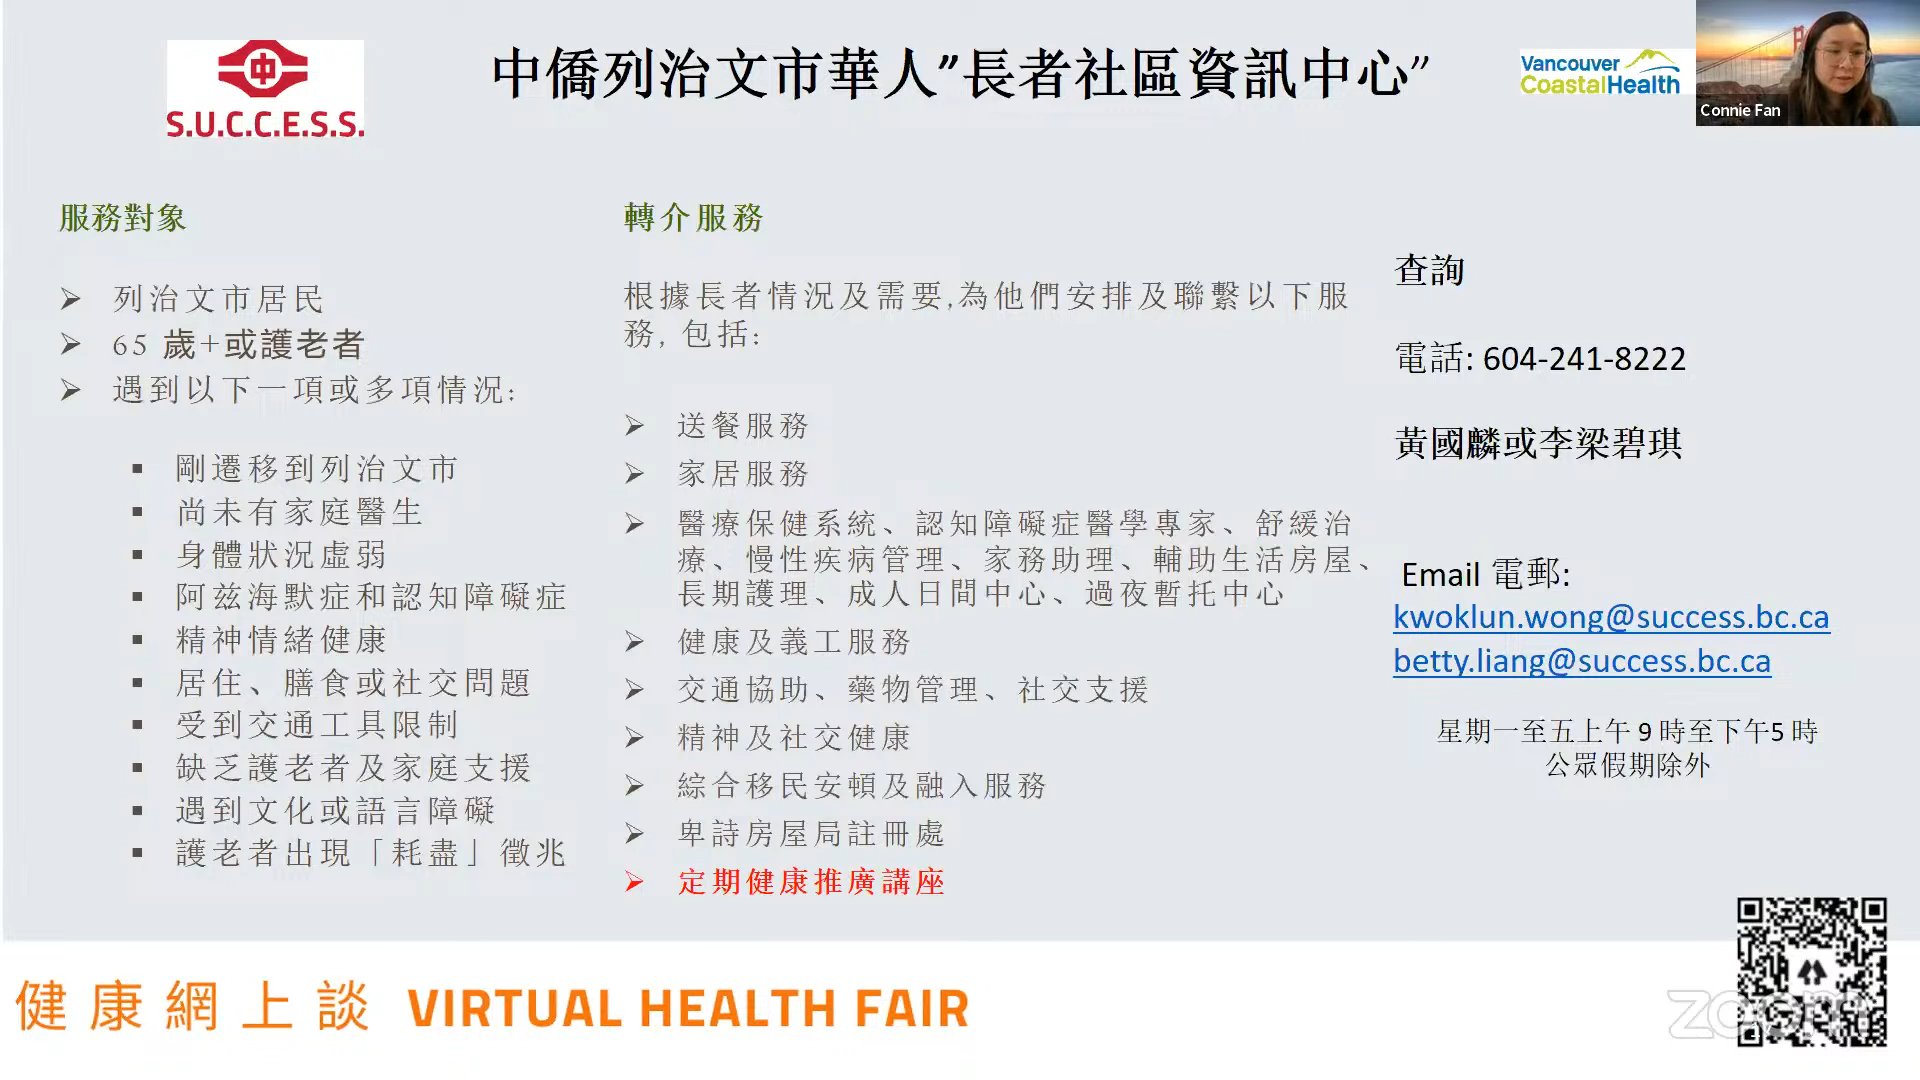 中
S.U.C.C.E.S.S.
中僑列治文市華人”長者社區資訊中心”
Vancouver
CoastalHealth
Connie Fan
服務對象
列治文市居民
65 歲+或護老者
遇到以下一項或多項情況:
剛遷移到列治文市
尚未有家庭醫生
身體狀況虛弱
阿兹海默症和認知障礙症
精神情緒健康
居住、膳食或社交問題
受到交通工具限制
缺乏護老者及家庭支援
遇到文化或語言障礙
護老者出現「耗盡」徵兆
轉介服務
根據長者情況及需要,為他們安排及聯繫以下服
務, 包括:
送餐服務
家居服務
醫療保健系統、認知障礙症醫學專家、舒緩治
療、慢性疾病管理、家務助理、輔助生活房屋、
長期護理、成人日間中心、過夜暫托中心
健康及義工服務
交通協助、藥物管理、社交支援
精神及社交健康
綜合移民安頓及融入服務
卑詩房屋局註冊處
定期健康推廣講座
查詢
電話: 604-241-8222
黃國麟或李梁碧琪
Email 電郵:
kwoklun.wong@success.bc.ca
betty.liang@success.bc.ca
星期一至五上午 9 時至下午5 時
公眾假期除外
健康網上談 VIRTUAL HEALTH FAIR
zoom